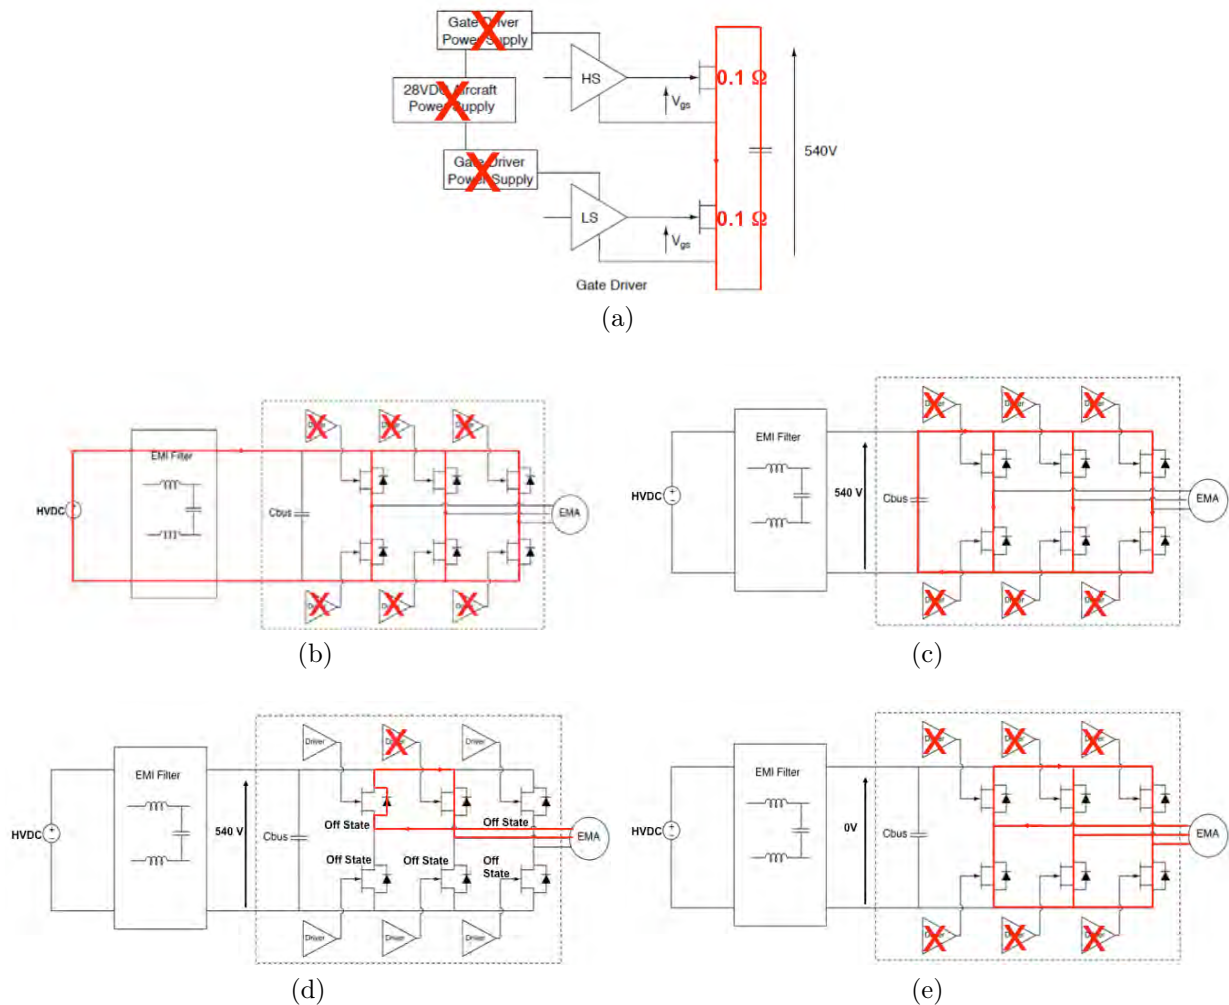 Gate Driver
Power Supply
28VDC Aircraft
Power Supply
Gate Driver
Power Supply
HS
Vgs
0.1 Ω
540V
LS
Vgs
0.1 Ω
Gate Driver
(a)
EMI Filter
HVDC
Cbus
EMA
(b)
EMI Filter
HVDC
540 V
Cbus
EMA
(c)
Driver
Driver
EMI Filter
HVDC
540 V
Cbus
Off State
Off State
EMA
Off State
Off State
Off
State
Driver
Driver
Driver
(d)
EMI Filter
HVDC
0V
Cbus
EMA
(e)